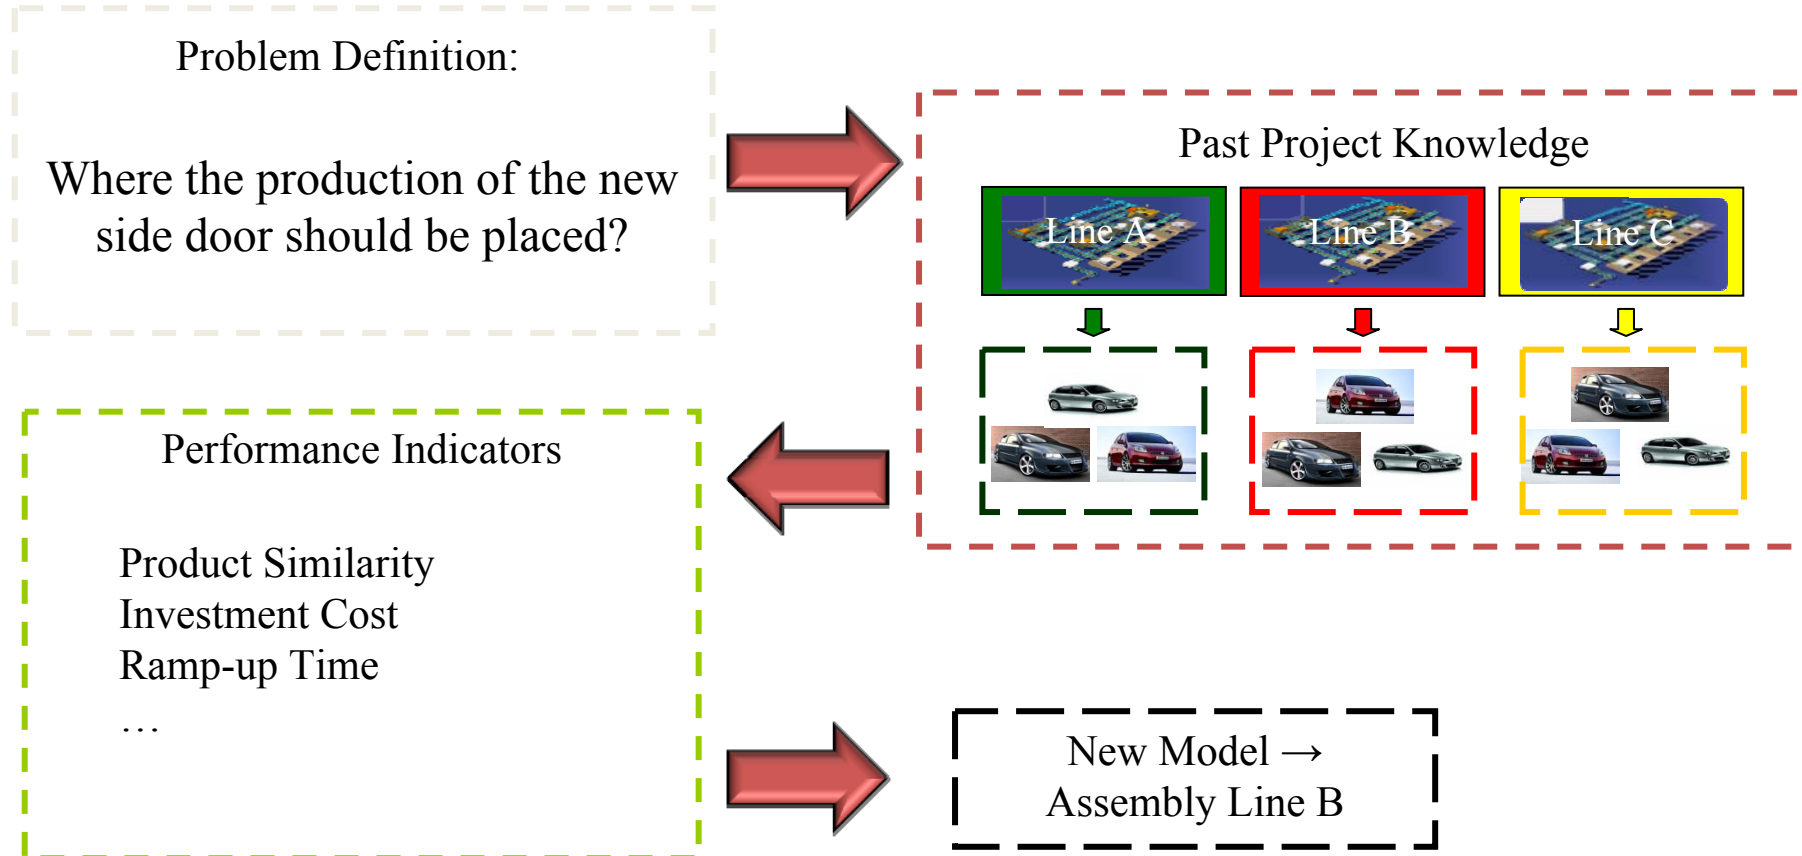 Problem Definition:
Where the production of the new
side door should be placed?
Past Project Knowledge
Line A
Line B
Line C
Performance Indicators
Product Similarity
Investment Cost
Ramp-up Time
…
New Model →
Assembly Line B